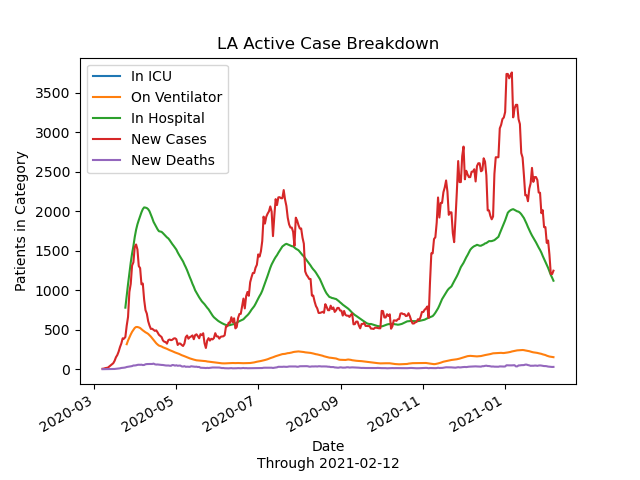 LA Active Case Breakdown
In ICU
On Ventilator
In Hospital
New Cases
New Deaths
Patients in Category
3500
3000
2500
2000
1500
1000
500
0
2020-03
2020-05
2020-07
2020-09
2020-11
2021-01
Date
Through 2021-02-12